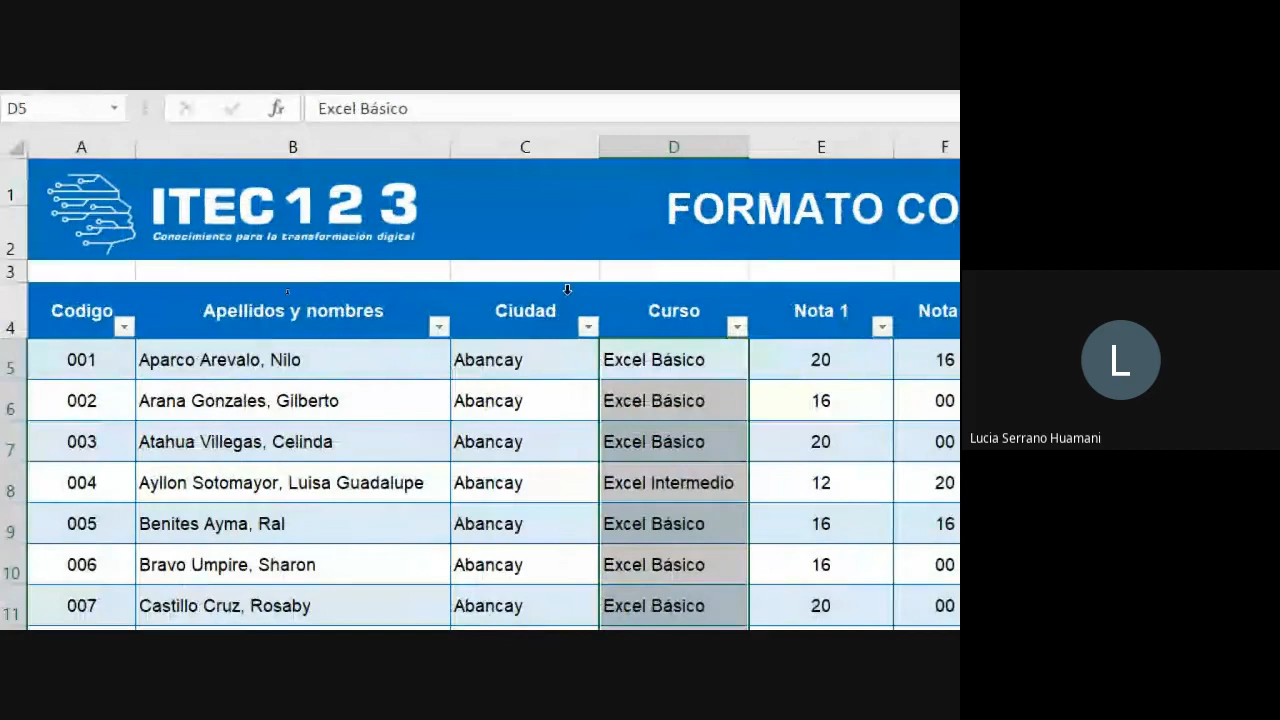 D5 fx Excel Básico
A B C D E F
1 ITEC 1 2 3 FORMATO CO
2 Conocimiento para la transformación digital
3
4 Codigo Apellidos y nombres Ciudad Curso Nota 1 Nota
5 001 Aparco Arevalo, Nilo Abancay Excel Básico 20 16
6 002 Arana Gonzales, Gilberto Abancay Excel Básico 16 00
7 003 Atahua Villegas, Celinda Abancay Excel Básico 20 00
8 004 Ayllon Sotomayor, Luisa Guadalupe Abancay Excel Intermedio 12 20
9 005 Benites Ayma, Ral Abancay Excel Básico 16 16
10 006 Bravo Umpire, Sharon Abancay Excel Básico 16 00
11 007 Castillo Cruz, Rosaby Abancay Excel Básico 20 00
L
Lucia Serrano Huamani